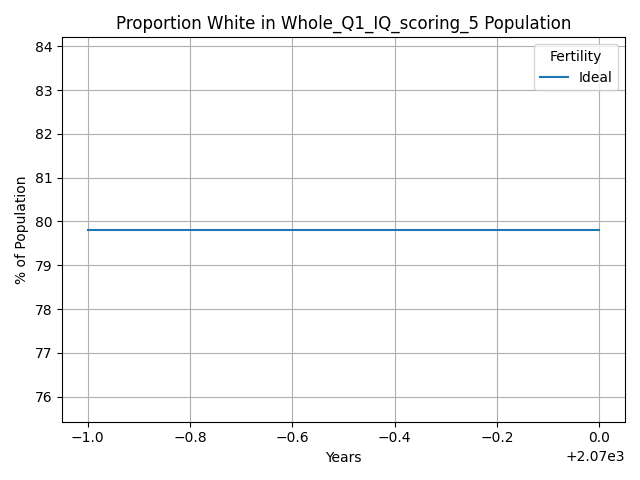 Proportion White in Whole_Q1_IQ_scoring_5 Population
84
83
82
81
80
79
78
77
76
% of Population
Fertility
Ideal
−1.0 −0.8 −0.6 −0.4 −0.2 0.0
Years
+2.07e3